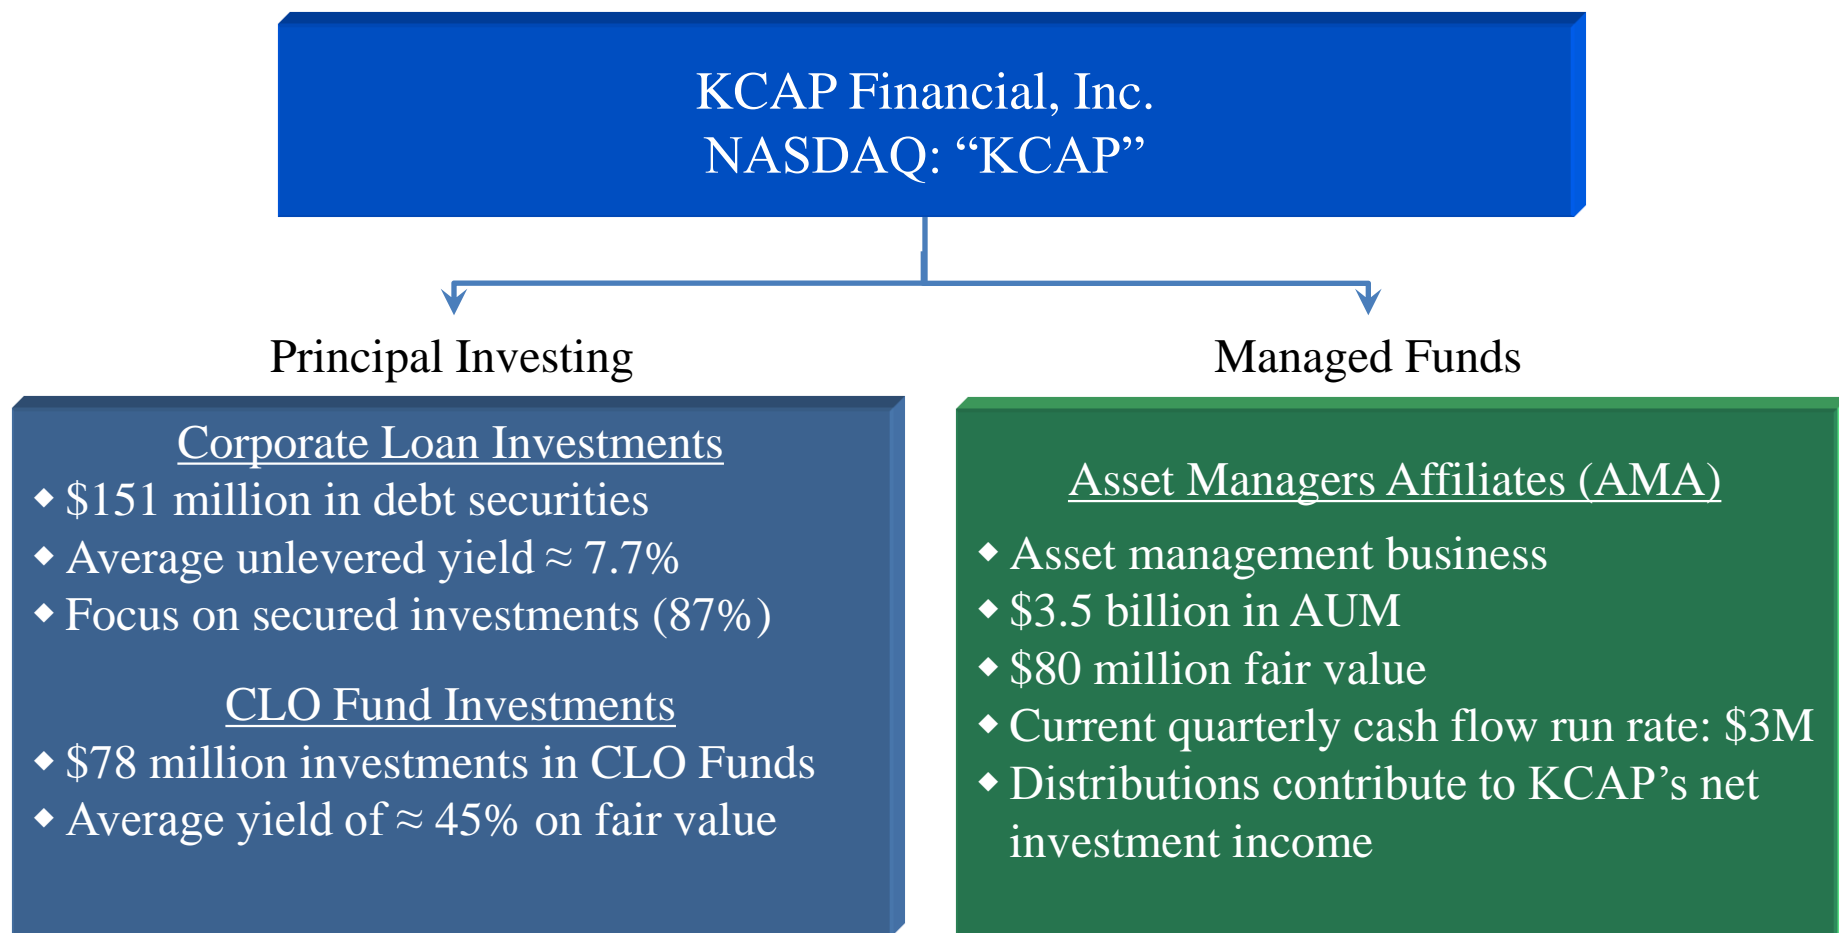 KCAP Financial, Inc.
NASDAQ: “KCAP”
Principal Investing
Corporate Loan Investments
◆ $151 million in debt securities
◆ Average unlevered yield ≈ 7.7%
◆ Focus on secured investments (87%)
CLO Fund Investments
◆ $78 million investments in CLO Funds
◆ Average yield of ≈ 45% on fair value
Managed Funds
Asset Managers Affiliates (AMA)
◆ Asset management business
◆ $3.5 billion in AUM
◆ $80 million fair value
◆ Current quarterly cash flow run rate: $3M
◆ Distributions contribute to KCAP’s net
investment income